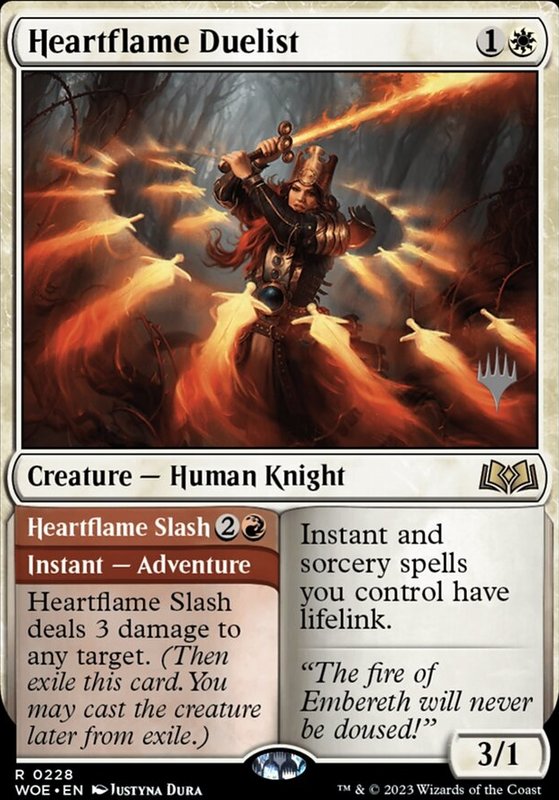 Heartflame Duelist 1
Creature — Human Knight
Heartflame Slash 2
Instant — Adventure
Heartflame Slash
deals 3 damage to
any target. (Then
exile this card. You
may cast the creature
later from exile.)
Instant and
sorcery spells
you control have
lifelink.
“The fire of
Embereth will never
be doused!”
3/1
R 0228
WOE • EN JUSTYNA DURA
™ & © 2023 Wizards of the Coast